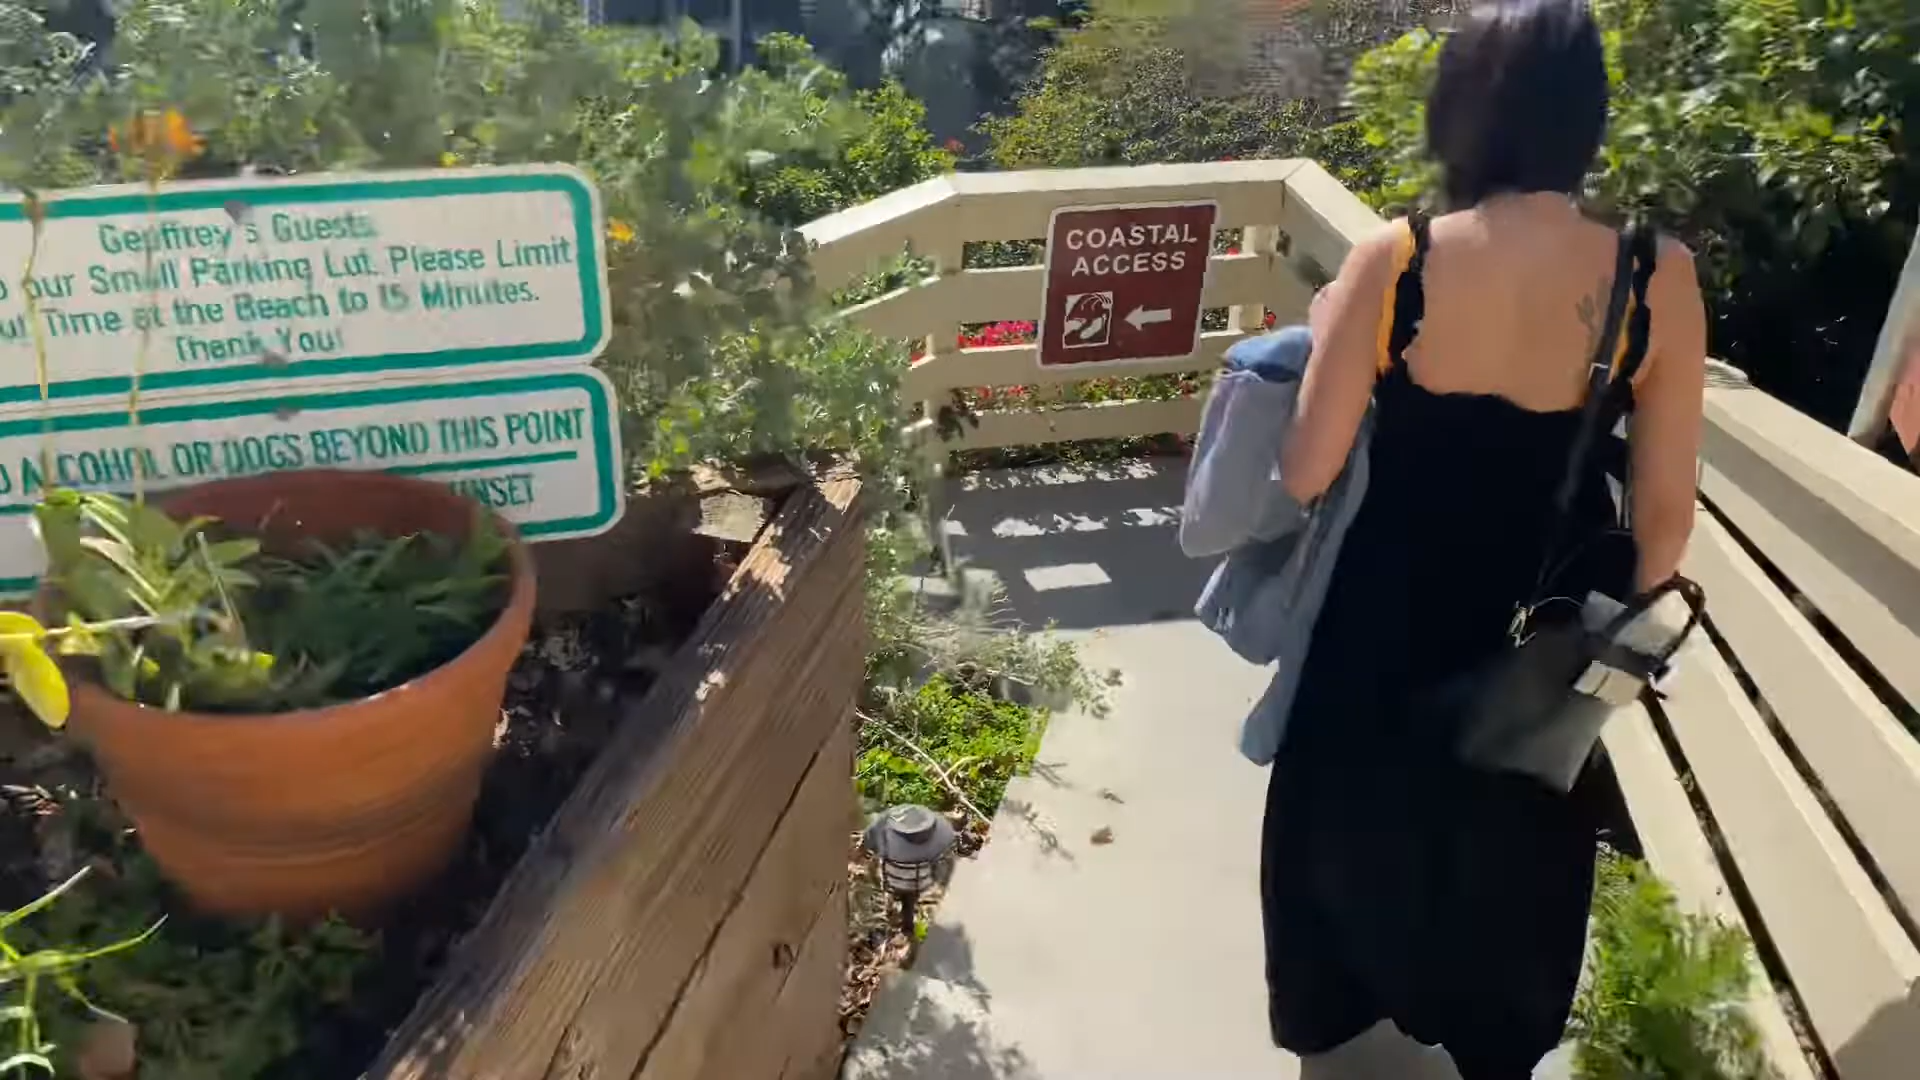 Geoffrey's Guests
our Small Parking Lot, Please Limit
Time at the Beach to 15 Minutes.
Thank You!
ALCOHOL OR DOGS BEYOND THIS POINT
COASTAL
ACCESS